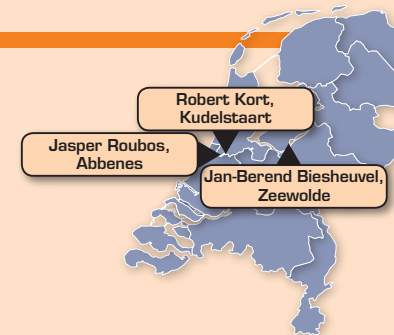 Robert Kort,
Kudelstaart
Jasper Roubos,
Abbenes
Jan-Berend Biesheuvel,
Zeewolde